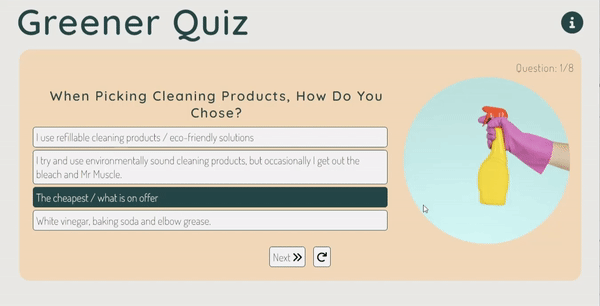 Greener Quiz
Question: 1/8
When Picking Cleaning Products, How Do You
Chose?
I use refillable cleaning products / eco-friendly solutions
I try and use environmentally sound cleaning products, but occasionally I get out the
bleach and Mr Muscle.
The cheapest / what is on offer
White vinegar, baking soda and elbow grease.
Next